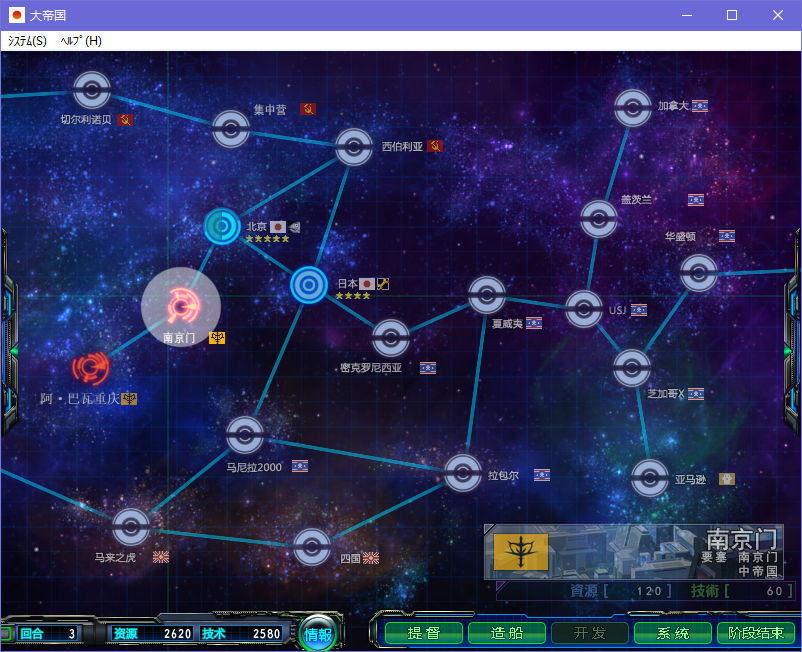 大帝国
ｼｽﾃﾑ(S) ﾍﾙﾌﾟ(H)
切尔利诺贝
集中营
西伯利亚
加拿大
盖茨兰
华盛顿
北京
★★★★★
日本
★★★★
南京门
夏威夷
USJ
密克罗尼西亚
阿・巴瓦重庆
芝加哥X
马尼拉2000
拉包尔
亚马逊
马来之虎
四国
南京门
要塞 南京门
中帝国
資源 [ 120 ] 技術 [ 60 ]
回合 3 资源 2620 技术 2580 情報
提督 造船 开发 系统 阶段结束